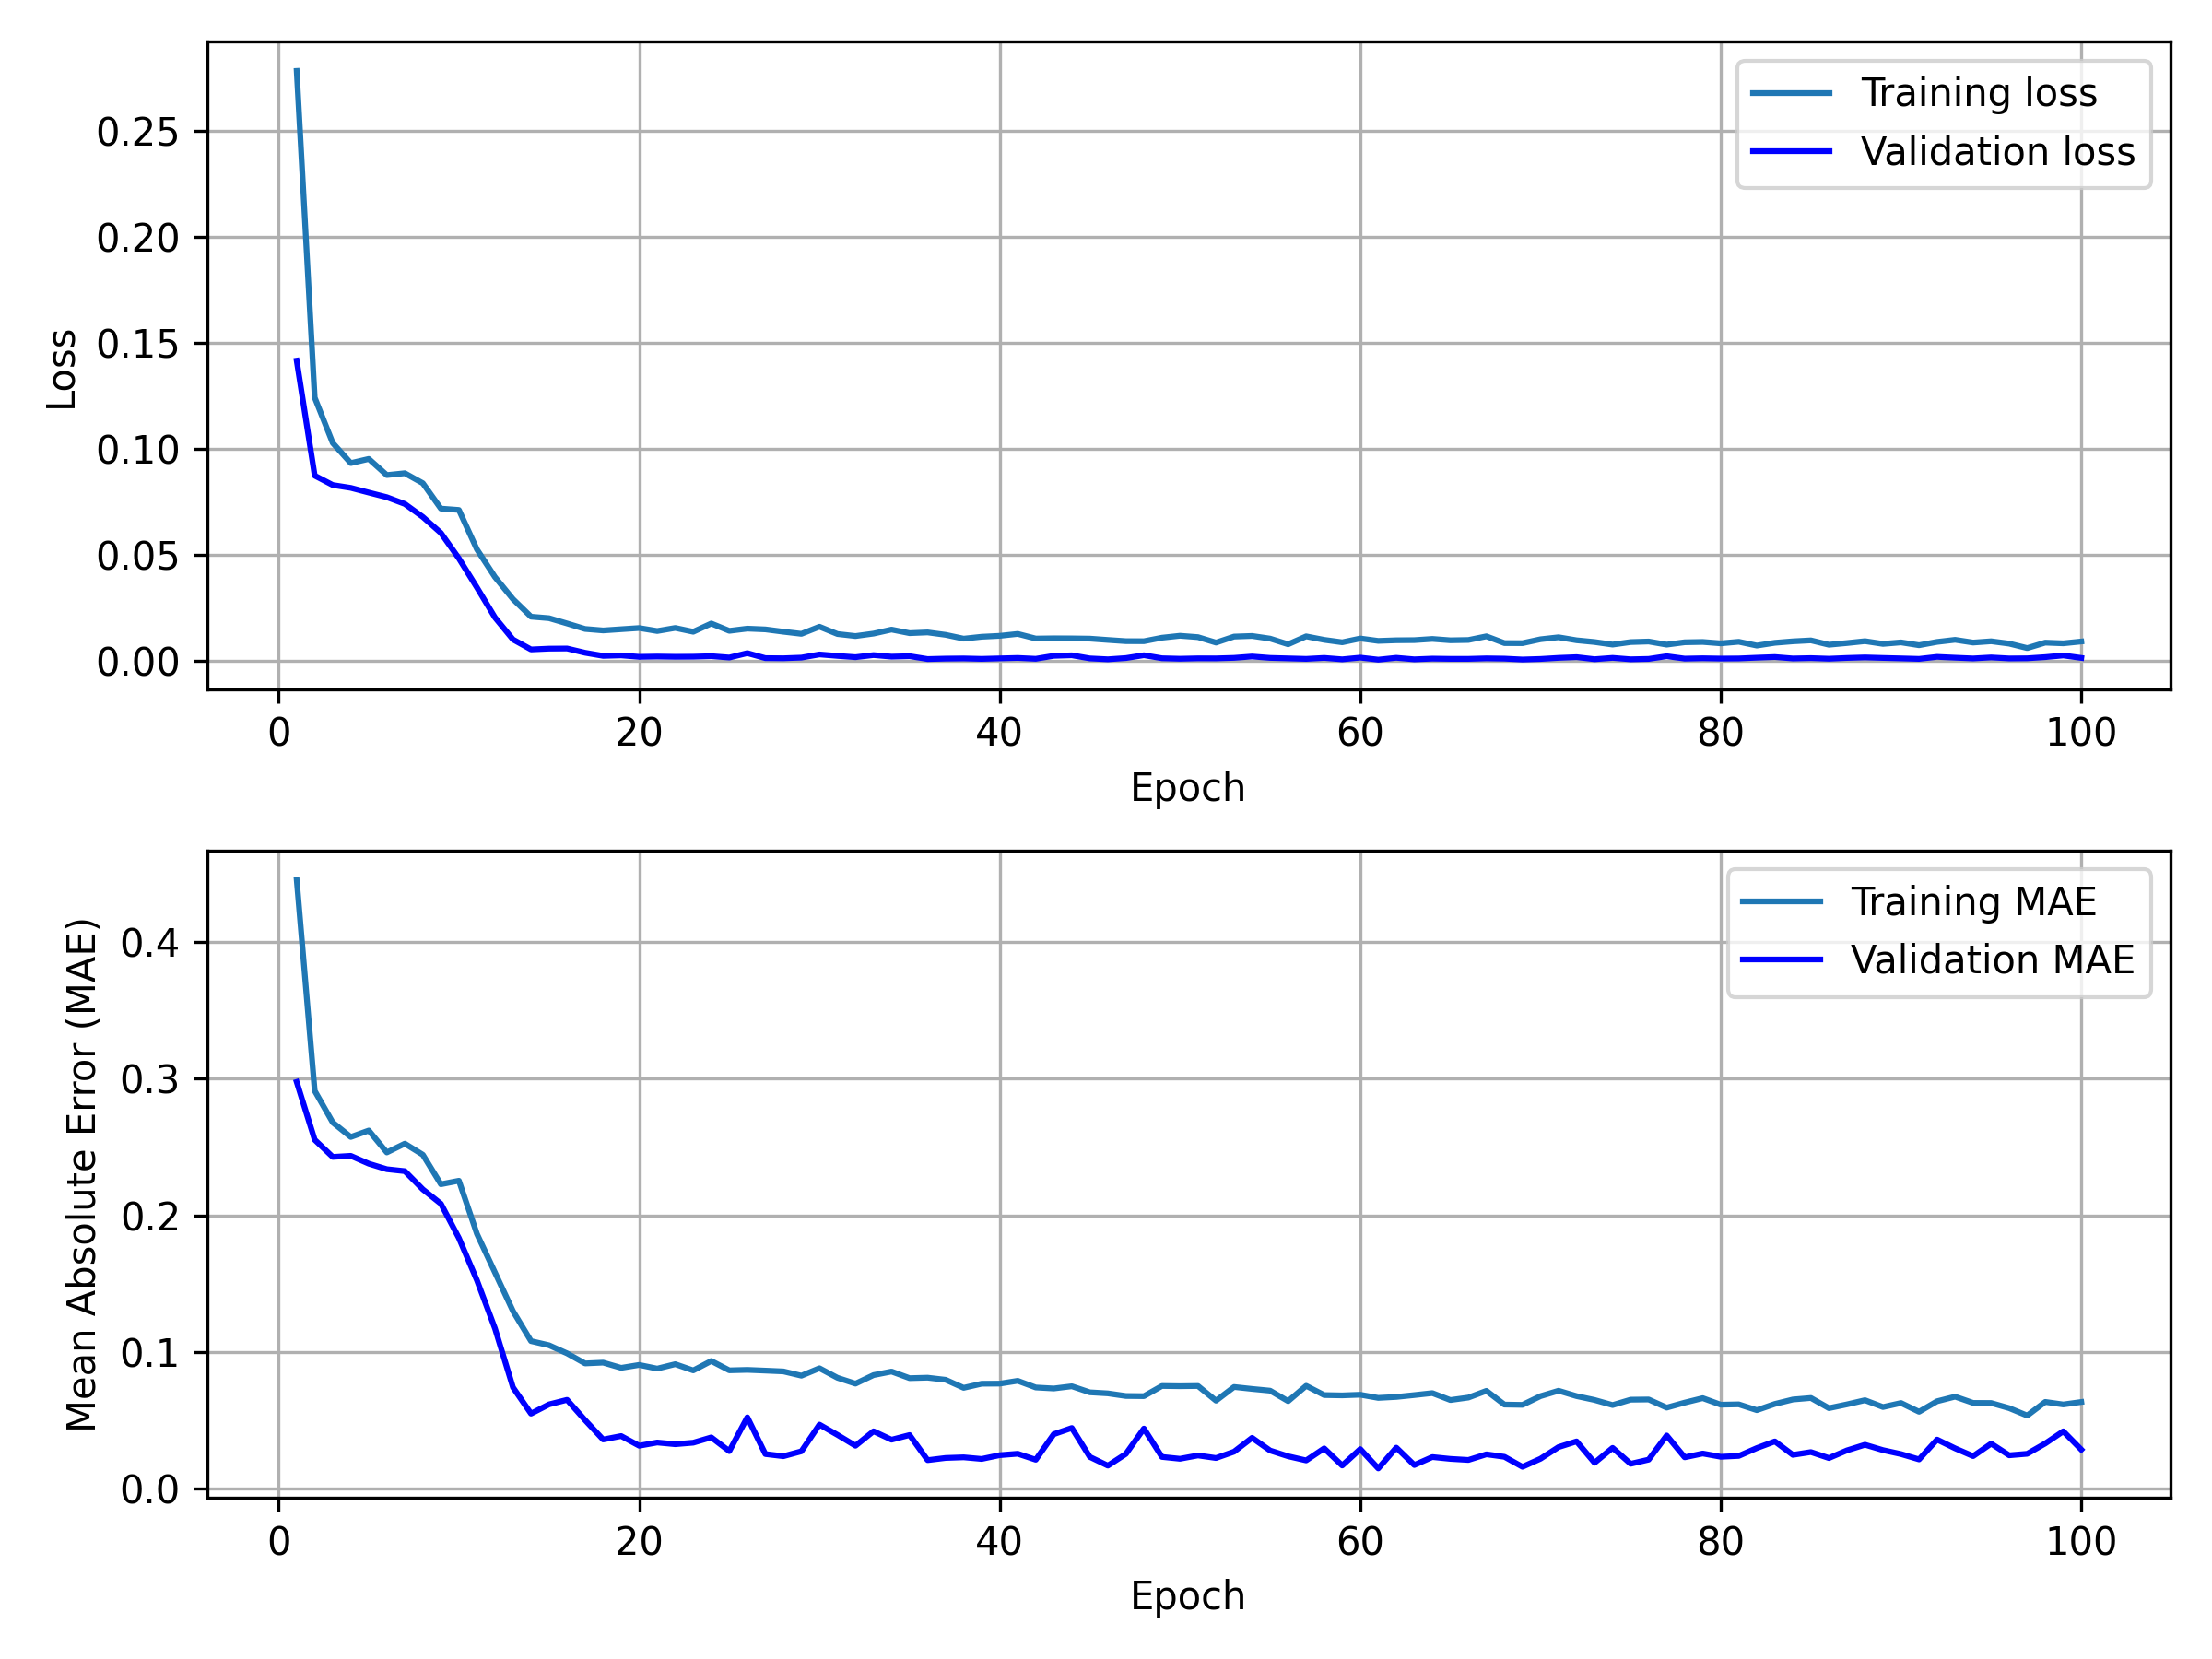 Training loss
Validation loss
0.25
0.20
0.15
0.10
0.05
0.00
Loss
0 20 40 60 80 100
Epoch
Training MAE
Validation MAE
0.4
0.3
0.2
0.1
0.0
Mean Absolute Error (MAE)
0 20 40 60 80 100
Epoch